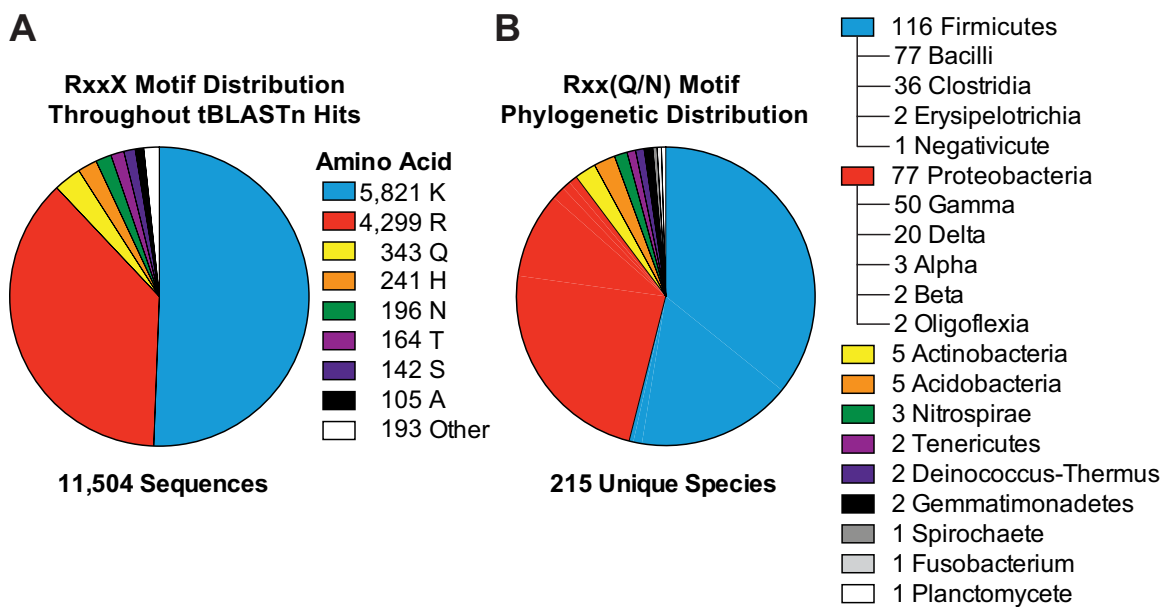 A
RxxX Motif Distribution
Throughout tBLASTn Hits
Amino Acid
5,821 K
4,299 R
343 Q
241 H
196 N
164 T
142 S
105 A
193 Other
11,504 Sequences
B
Rxx(Q/N) Motif
Phylogenetic Distribution
215 Unique Species
116 Firmicutes
77 Bacilli
36 Clostridia
2 Erysipelotrichia
1 Negativicute
77 Proteobacteria
50 Gamma
20 Delta
3 Alpha
2 Beta
2 Oligoflexia
5 Actinobacteria
5 Acidobacteria
3 Nitrospirae
2 Tenericutes
2 Deinococcus-Thermus
2 Gemmatimonadetes
1 Spirochaete
1 Fusobacterium
1 Planctomycete